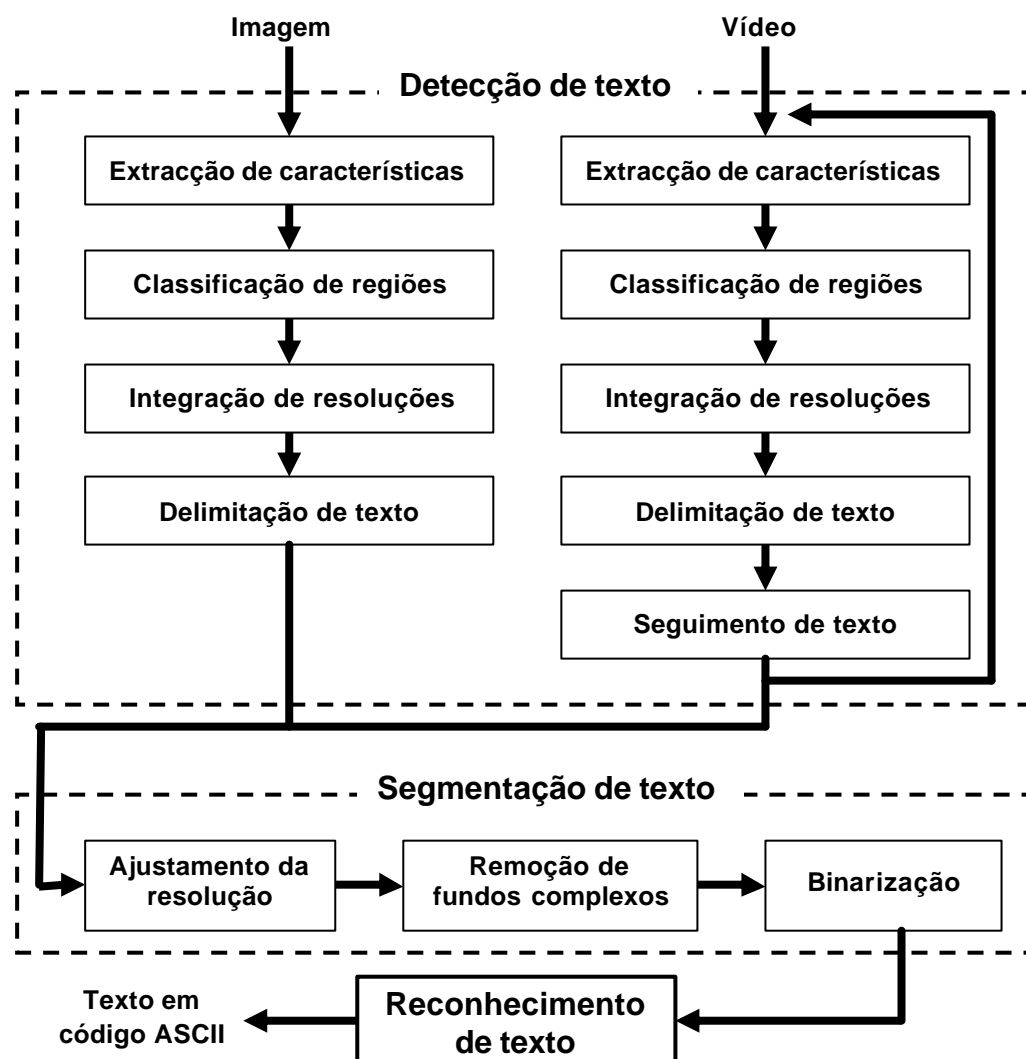 Imagem
Vídeo
Detecção de texto
Extracção de características
Extracção de características
Classificação de regiões
Classificação de regiões
Integração de resoluções
Integração de resoluções
Delimitação de texto
Delimitação de texto
Seguimento de texto
Segmentação de texto
Ajustamento da
resolução
Remoção de
fundos complexos
Binarização
Texto em
código ASCII
Reconhecimento
de texto